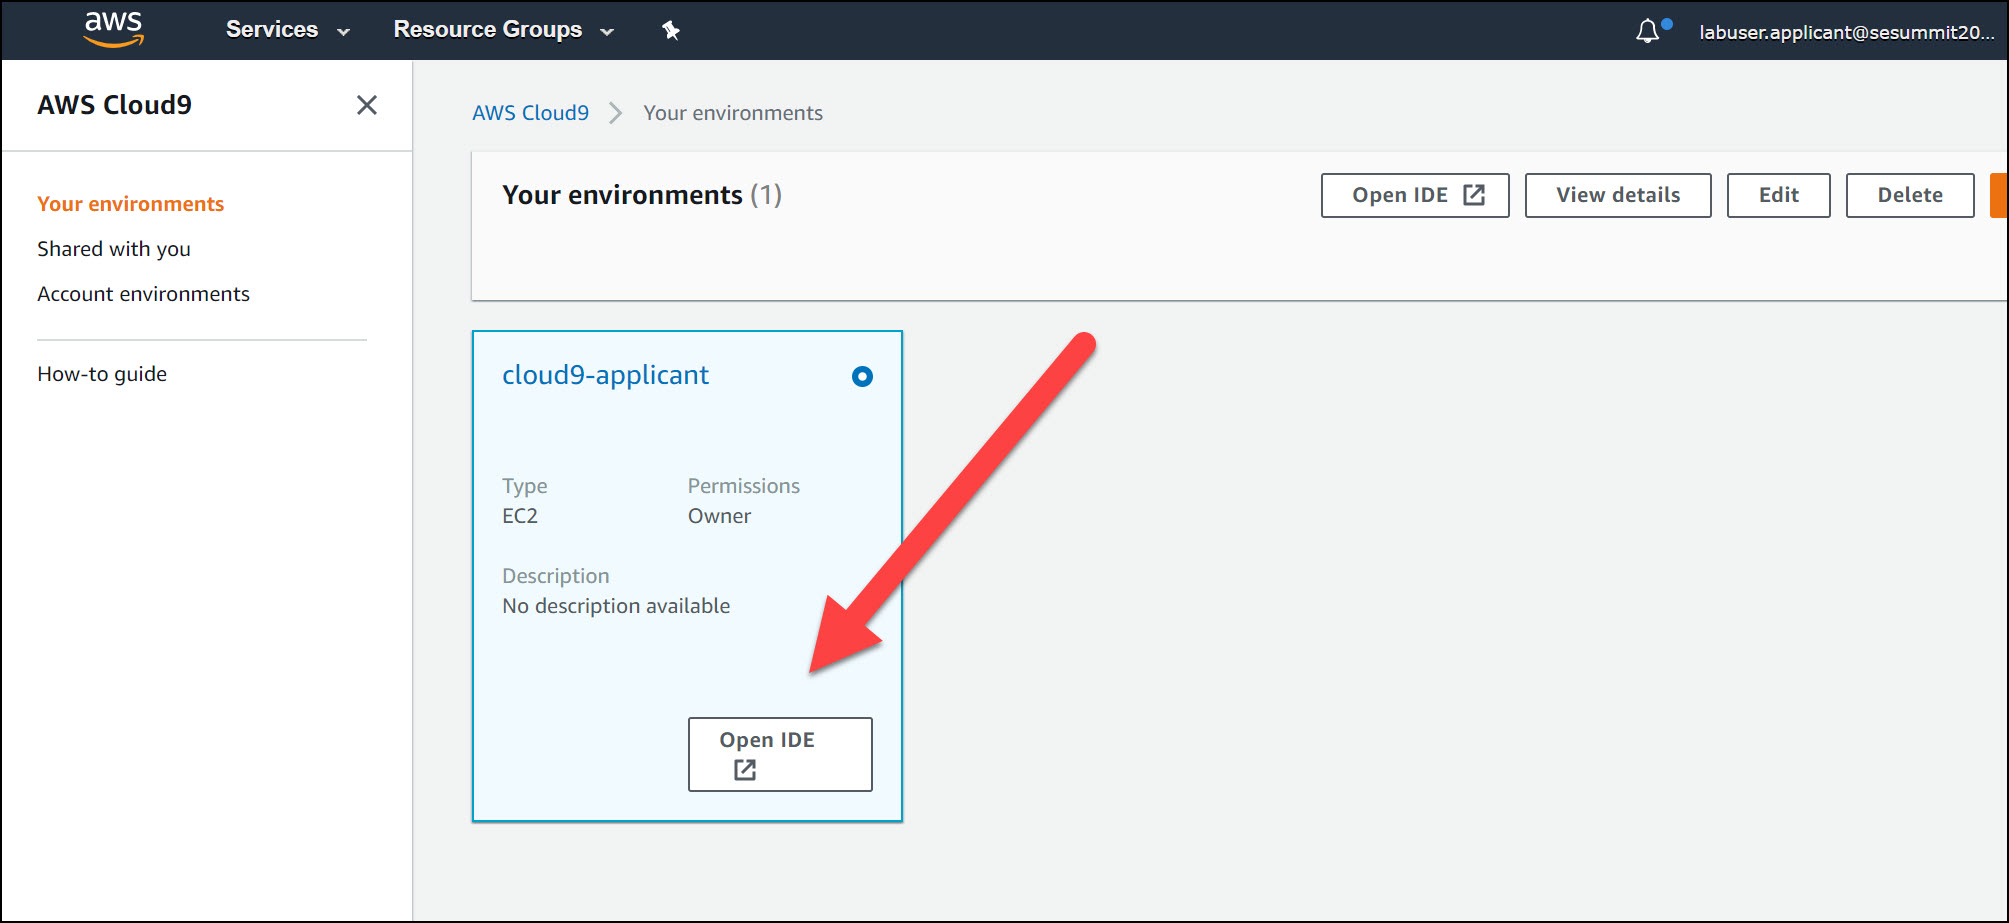 aws
Services
Resource Groups
labuser.applicant@sesummit20...
AWS Cloud9
Your environments
Shared with you
Account environments
How-to guide
AWS Cloud9
Your environments
Your environments (1)
Open IDE
View details
Edit
Delete
cloud9-applicant
Type
Permissions
EC2
Owner
Description
No description available
Open IDE